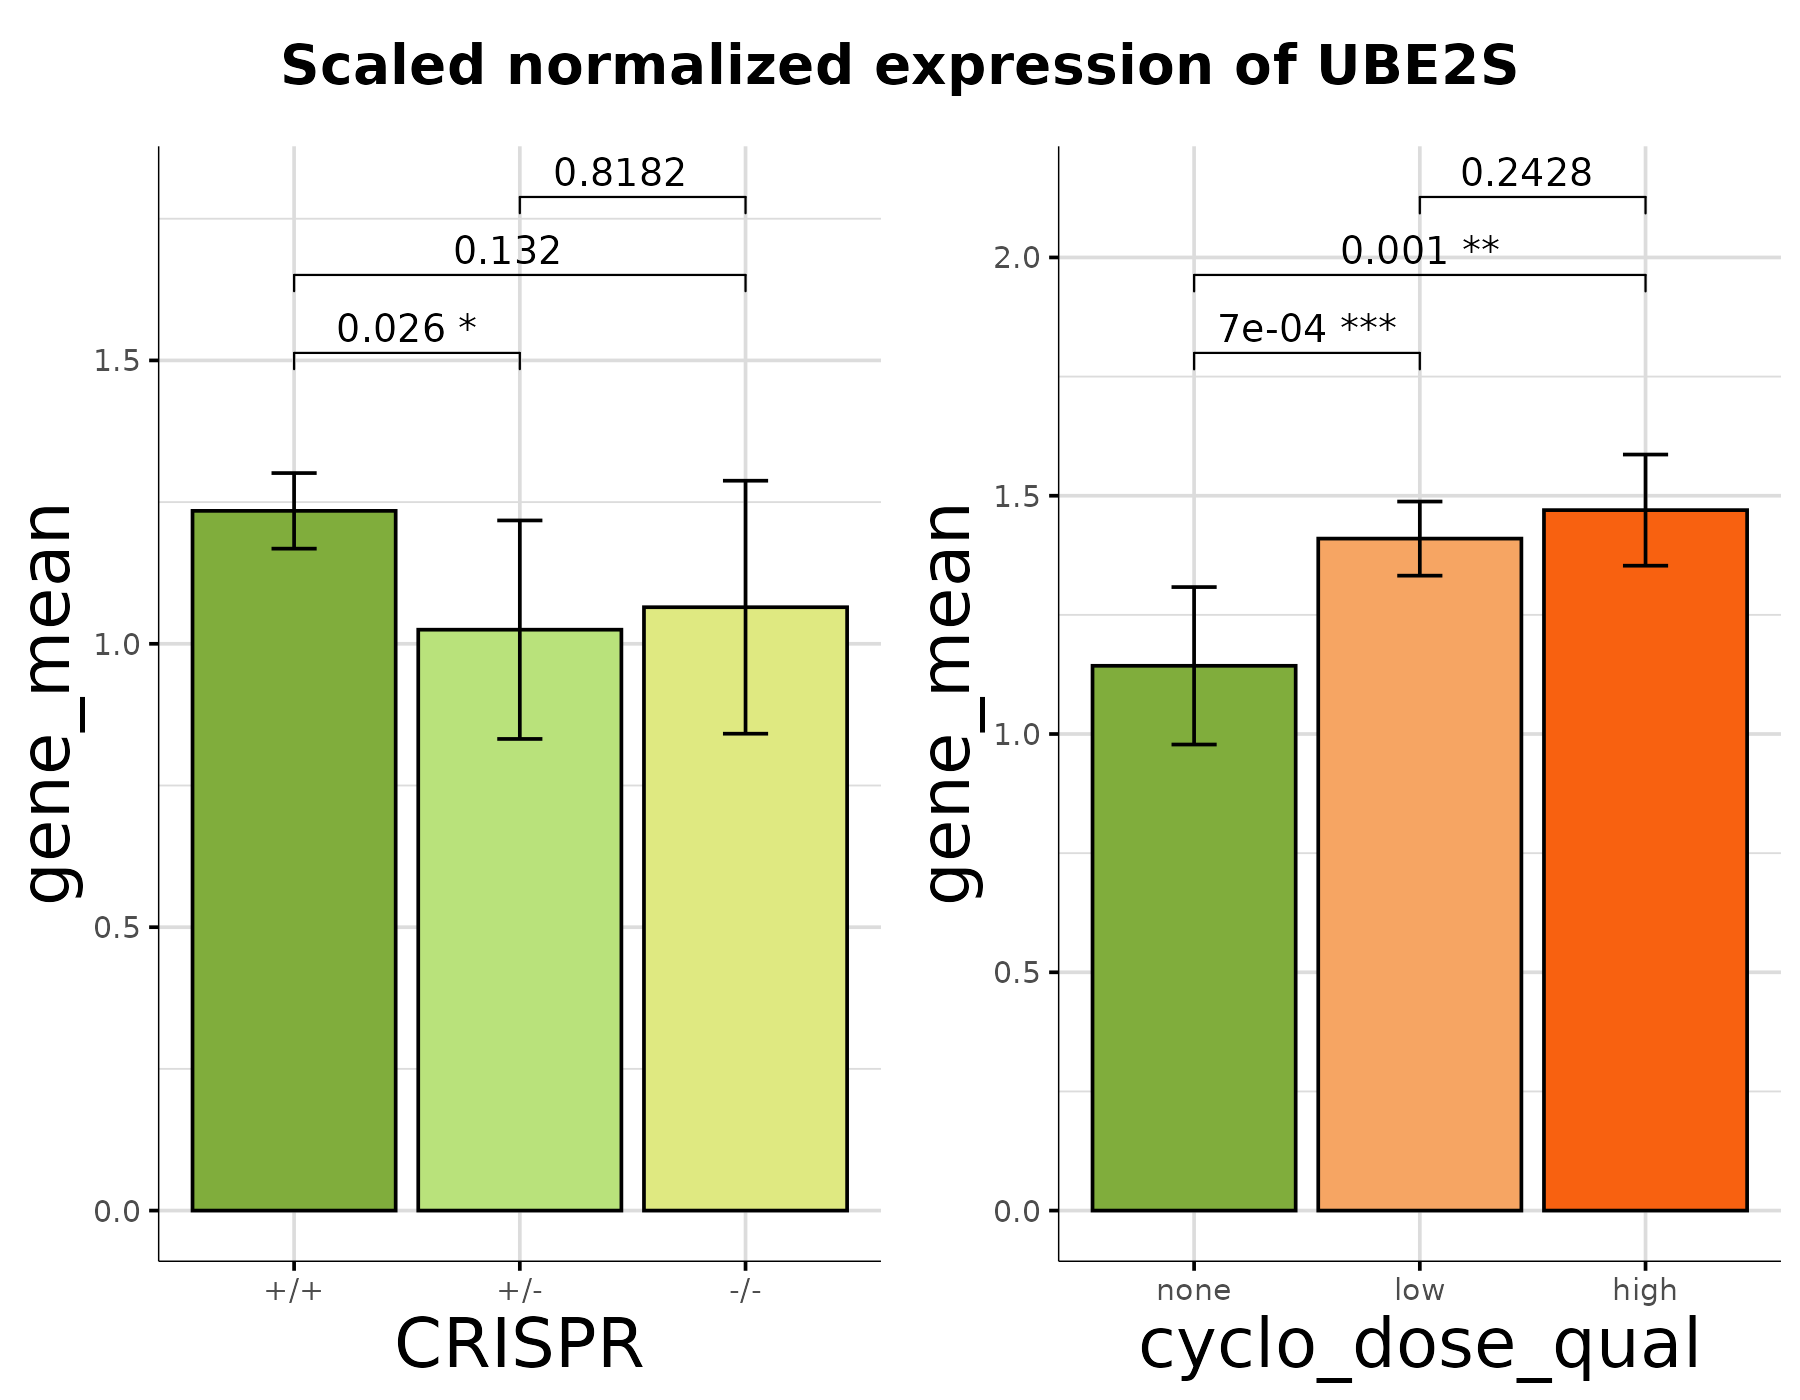 Scaled normalized expression of UBE2S
0.8182
0.132
0.026 *
1.5
1.0
0.5
0.0
gene_mean
+/+ +/- -/-
CRISPR
0.2428
0.001 **
7e-04 ***
2.0
1.5
1.0
0.5
0.0
gene_mean
none low high
cyclo_dose_qual